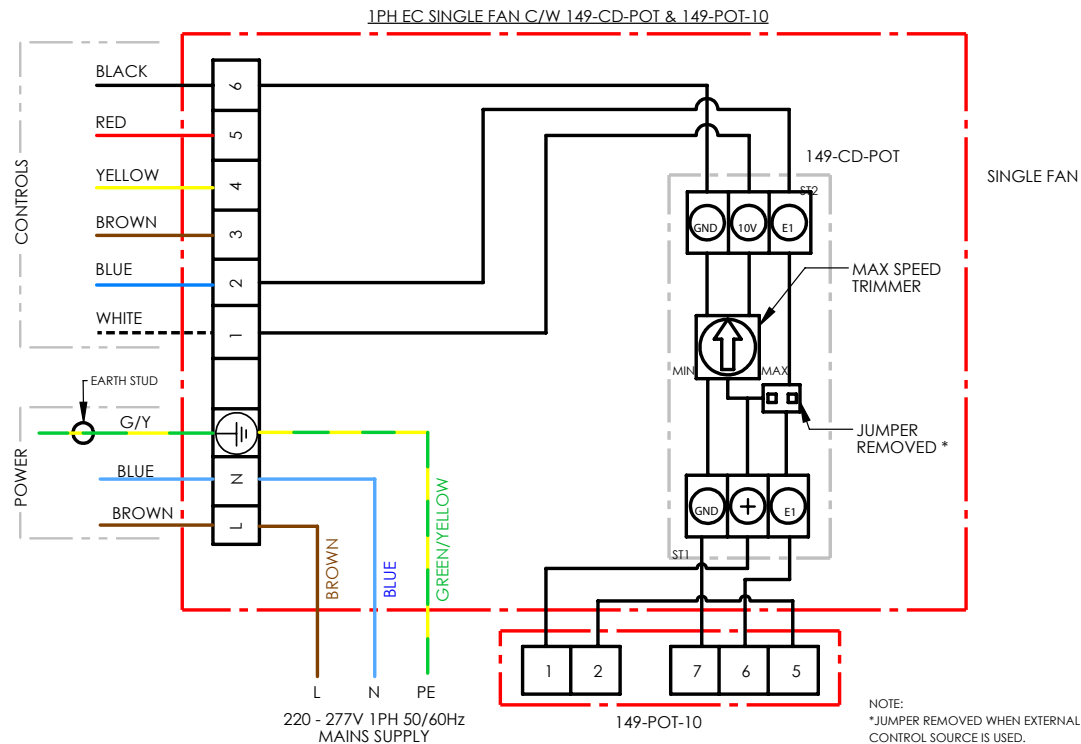 1PH EC SINGLE FAN C/W 149-CD-POT & 149-POT-10
CONTROLS
BLACK
RED
YELLOW
BROWN
BLUE
WHITE
6
5
4
3
2
1
EARTH STUD
POWER
G/Y
BLUE
BROWN
N
L
BROWN
BLUE
GREEN/YELLOW
L
N
PE
220 - 277V 1PH 50/60Hz
MAINS SUPPLY
149-CD-POT
SINGLE FAN
ST2
GND
10V
E1
MAX SPEED
TRIMMER
MIN
MAX
JUMPER
REMOVED *
GND
+
E1
ST1
1
2
7
6
5
149-POT-10
NOTE:
*JUMPER REMOVED WHEN EXTERNAL
CONTROL SOURCE IS USED.